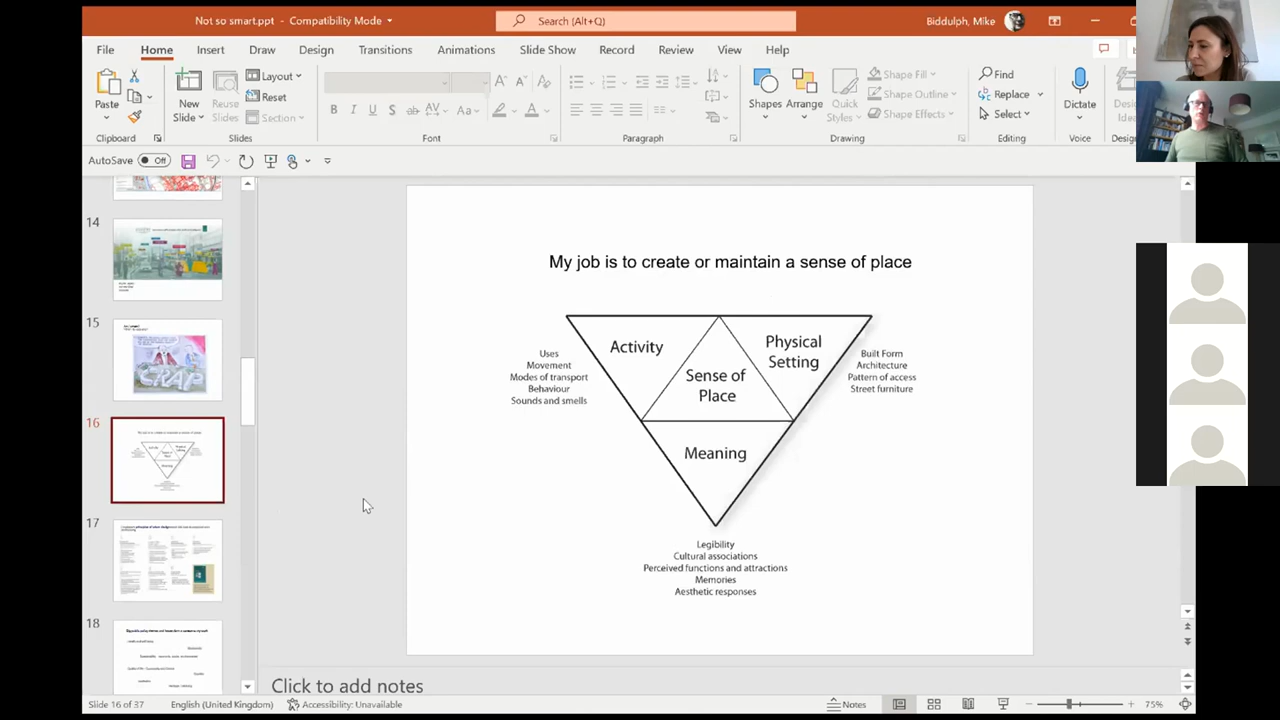 Not so smart.ppt - Compatibility Mode
Search (Alt+Q)
Biddulph, Mike
File Home Insert Draw Design Transitions Animations Slide Show Record Review View Help
Paste
Clipboard
New Slide
Reuse Slides
Layout
Reset
Section
Slides
Font
Paragraph
Shapes
Arrange
Quick Styles
Shape Fill
Shape Outline
Shape Effects
Drawing
Find
Replace
Select
Editing
Dictate
Voice
AutoSave Off
14
15
CRAP
16
17
18
My job is to create or maintain a sense of place
Activity
Physical
Setting
Sense of
Place
Meaning
Uses
Movement
Modes of transport
Behaviour
Sounds and smells
Built Form
Architecture
Pattern of access
Street furniture
Legibility
Cultural associations
Perceived functions and attractions
Memories
Aesthetic responses
Click to add notes
Slide 16 of 37 English (United Kingdom) Accessibility: Unavailable Notes 75%